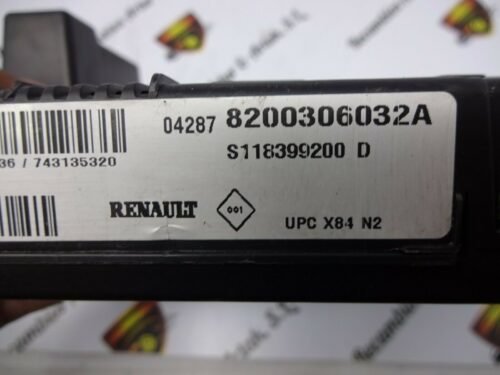 04287 8200306032A
S118399200 D
36 / 743135320
RENAULT 001
UPC X84 N2